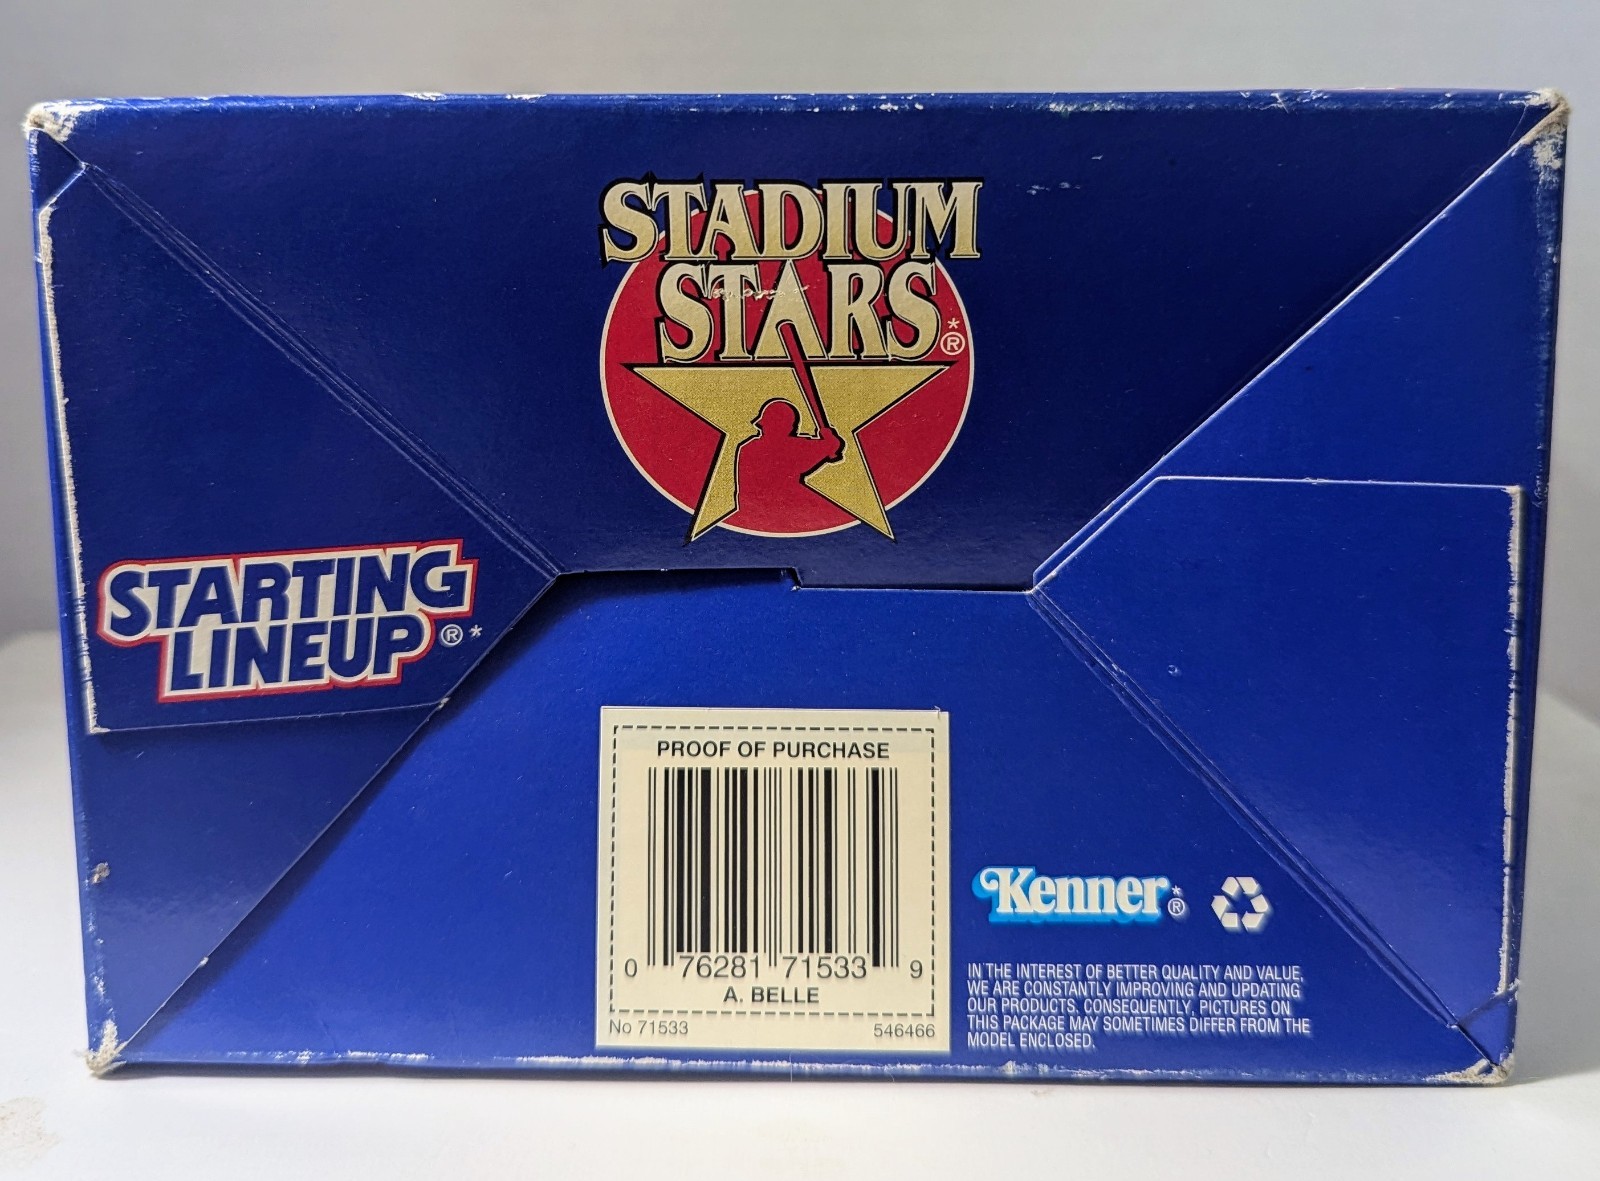 STADIUM
STARS*®
STARTING
LINEUP®*
PROOF OF PURCHASE
0 76281 71533 9
A. BELLE
No 71533 546466
Kenner*®
IN THE INTEREST OF BETTER QUALITY AND VALUE,
WE ARE CONSTANTLY IMPROVING AND UPDATING
OUR PRODUCTS. CONSEQUENTLY, PICTURES ON
THIS PACKAGE MAY SOMETIMES DIFFER FROM THE
MODEL ENCLOSED.